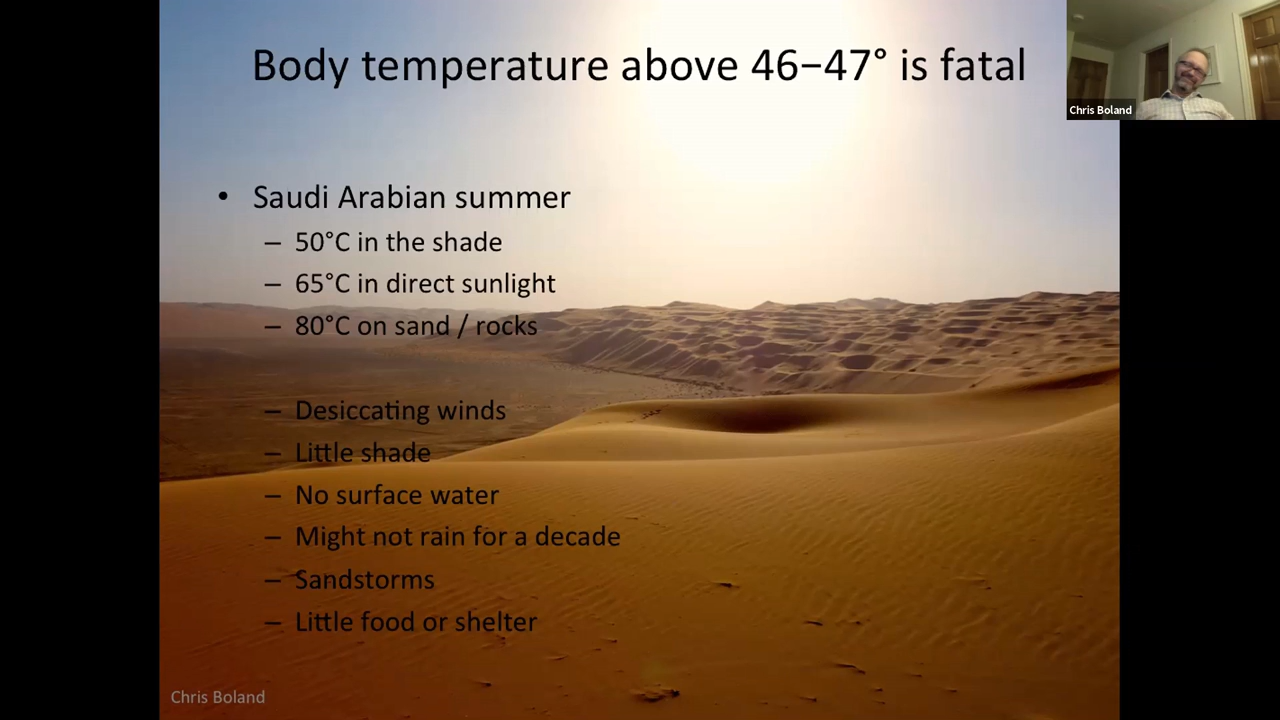 Body temperature above 46–47° is fatal
Chris Boland
• Saudi Arabian summer
– 50°C in the shade
– 65°C in direct sunlight
– 80°C on sand / rocks
– Desiccating winds
– Little shade
– No surface water
– Might not rain for a decade
– Sandstorms
– Little food or shelter
Chris Boland